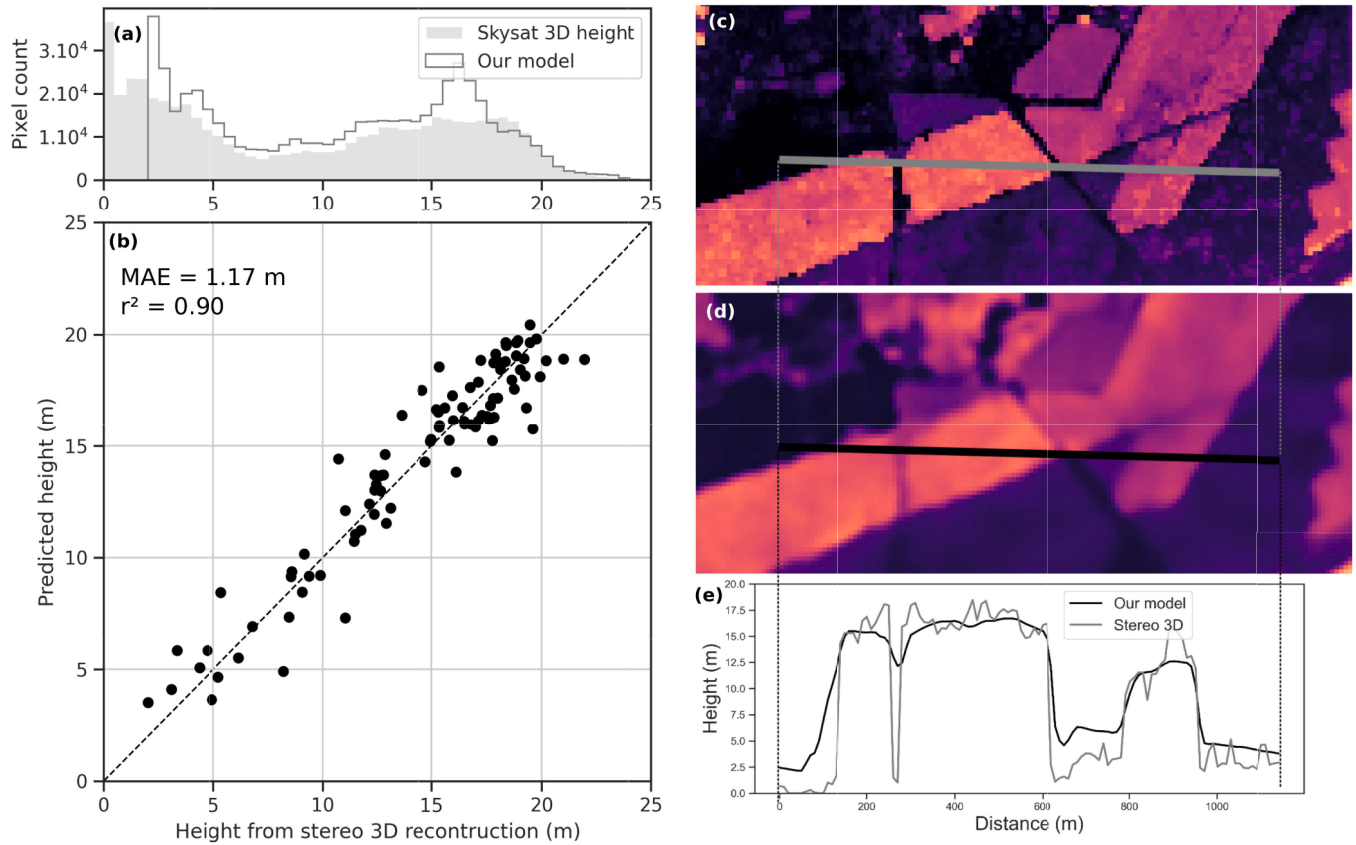 (a)
Skysat 3D height
Our model
Pixel count
3.10⁴
2.10⁴
1.10⁴
0
0 5 10 15 20 25
(b)
MAE = 1.17 m
r² = 0.90
Predicted height (m)
25
20
15
10
5
0
0 5 10 15 20 25
Height from stereo 3D recontruction (m)
(c)
(d)
(e)
Our model
Stereo 3D
Height (m)
20.0
17.5
15.0
12.5
10.0
7.5
5.0
2.5
0.0
0 200 400 600 800 1000
Distance (m)